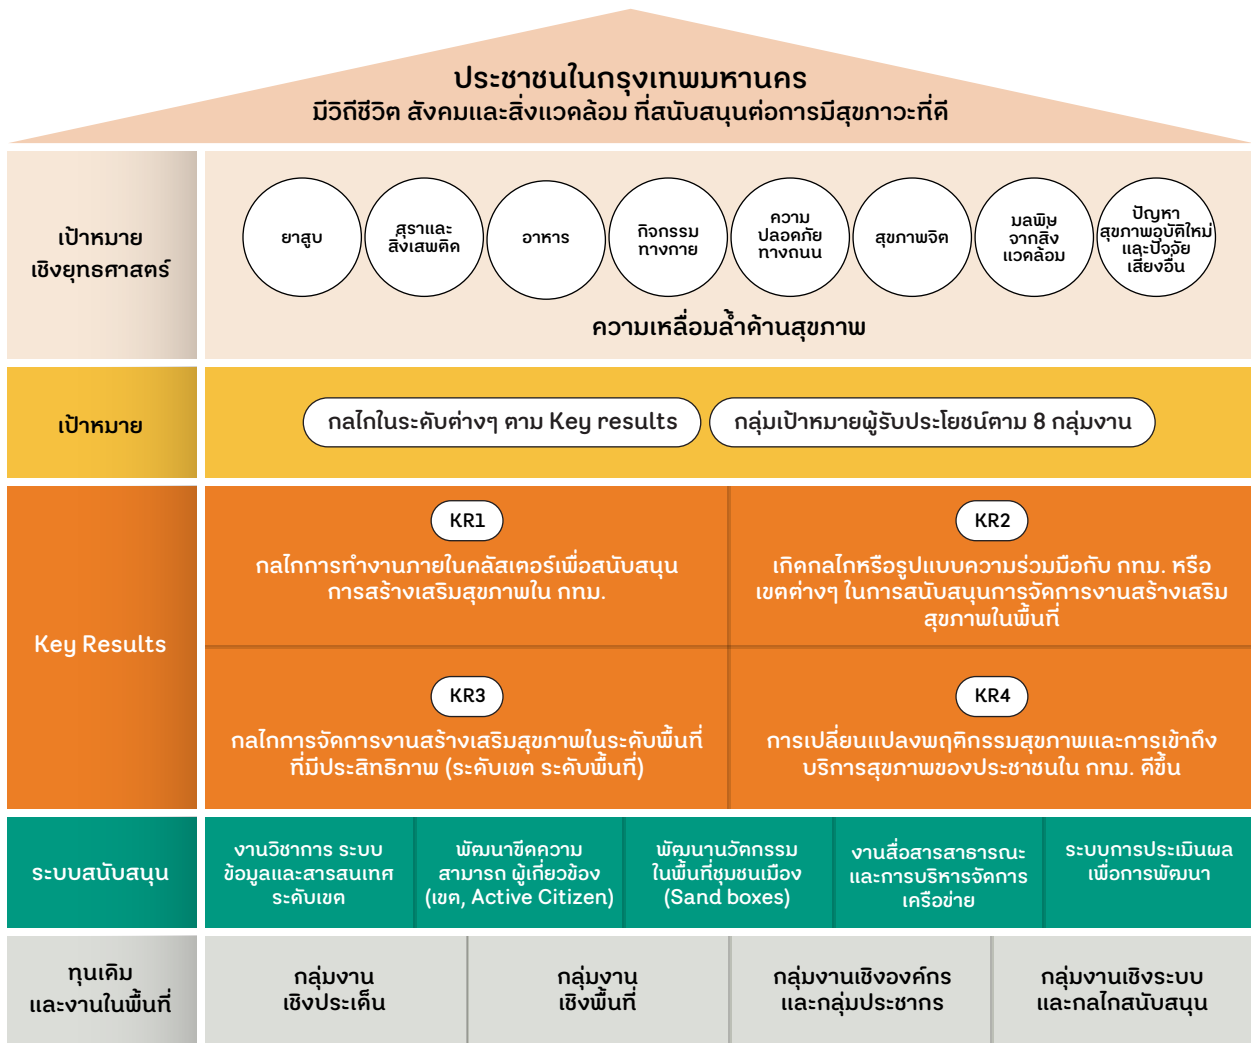 ประชาชนในกรุงเทพมหานคร
มีวิถีชีวิต สังคมและสิ่งแวดล้อม ที่สนับสนุนต่อการมีสุขภาวะที่ดี
เป้าหมาย
เชิงยุทธศาสตร์
ยาสูบ
สุราและ
สิ่งเสพติด
อาหาร
กิจกรรม
ทางกาย
ความ
ปลอดภัย
ทางถนน
สุขภาพจิต
มลพิษ
จากสิ่ง
แวดล้อม
ปัญหา
สุขภาพอุบัติใหม่
และปัจจัย
เสี่ยงอื่น
ความเหลื่อมล้ำด้านสุขภาพ
เป้าหมาย
กลไกในระดับต่างๆ ตาม Key results
กลุ่มเป้าหมายผู้รับประโยชน์ตาม 8 กลุ่มงาน
Key Results
KR1
กลไกการทำงานภายในคลัสเตอร์เพื่อสนับสนุน
การสร้างเสริมสุขภาพใน กทม.
KR2
เกิดกลไกหรือรูปแบบความร่วมมือกับ กทม. หรือ
เขตต่างๆ ในการสนับสนุนการจัดการงานสร้างเสริม
สุขภาพในพื้นที่
KR3
กลไกการจัดการงานสร้างเสริมสุขภาพในระดับพื้นที่
ที่มีประสิทธิภาพ (ระดับเขต ระดับพื้นที่)
KR4
การเปลี่ยนแปลงพฤติกรรมสุขภาพและการเข้าถึง
บริการสุขภาพของประชาชนใน กทม. ดีขึ้น
ระบบสนับสนุน
งานวิชาการ ระบบ
ข้อมูลและสารสนเทศ
ระดับเขต
พัฒนาขีดความ
สามารถ ผู้เกี่ยวข้อง
(เขต, Active Citizen)
พัฒนานวัตกรรม
ในพื้นที่ชุมชนเมือง
(Sand boxes)
งานสื่อสารสาธารณะ
และการบริหารจัดการ
เครือข่าย
ระบบการประเมินผล
เพื่อการพัฒนา
ทุนเดิม
และงานในพื้นที่
กลุ่มงาน
เชิงประเด็น
กลุ่มงาน
เชิงพื้นที่
กลุ่มงานเชิงองค์กร
และกลุ่มประชากร
กลุ่มงานเชิงระบบ
และกลไกสนับสนุน